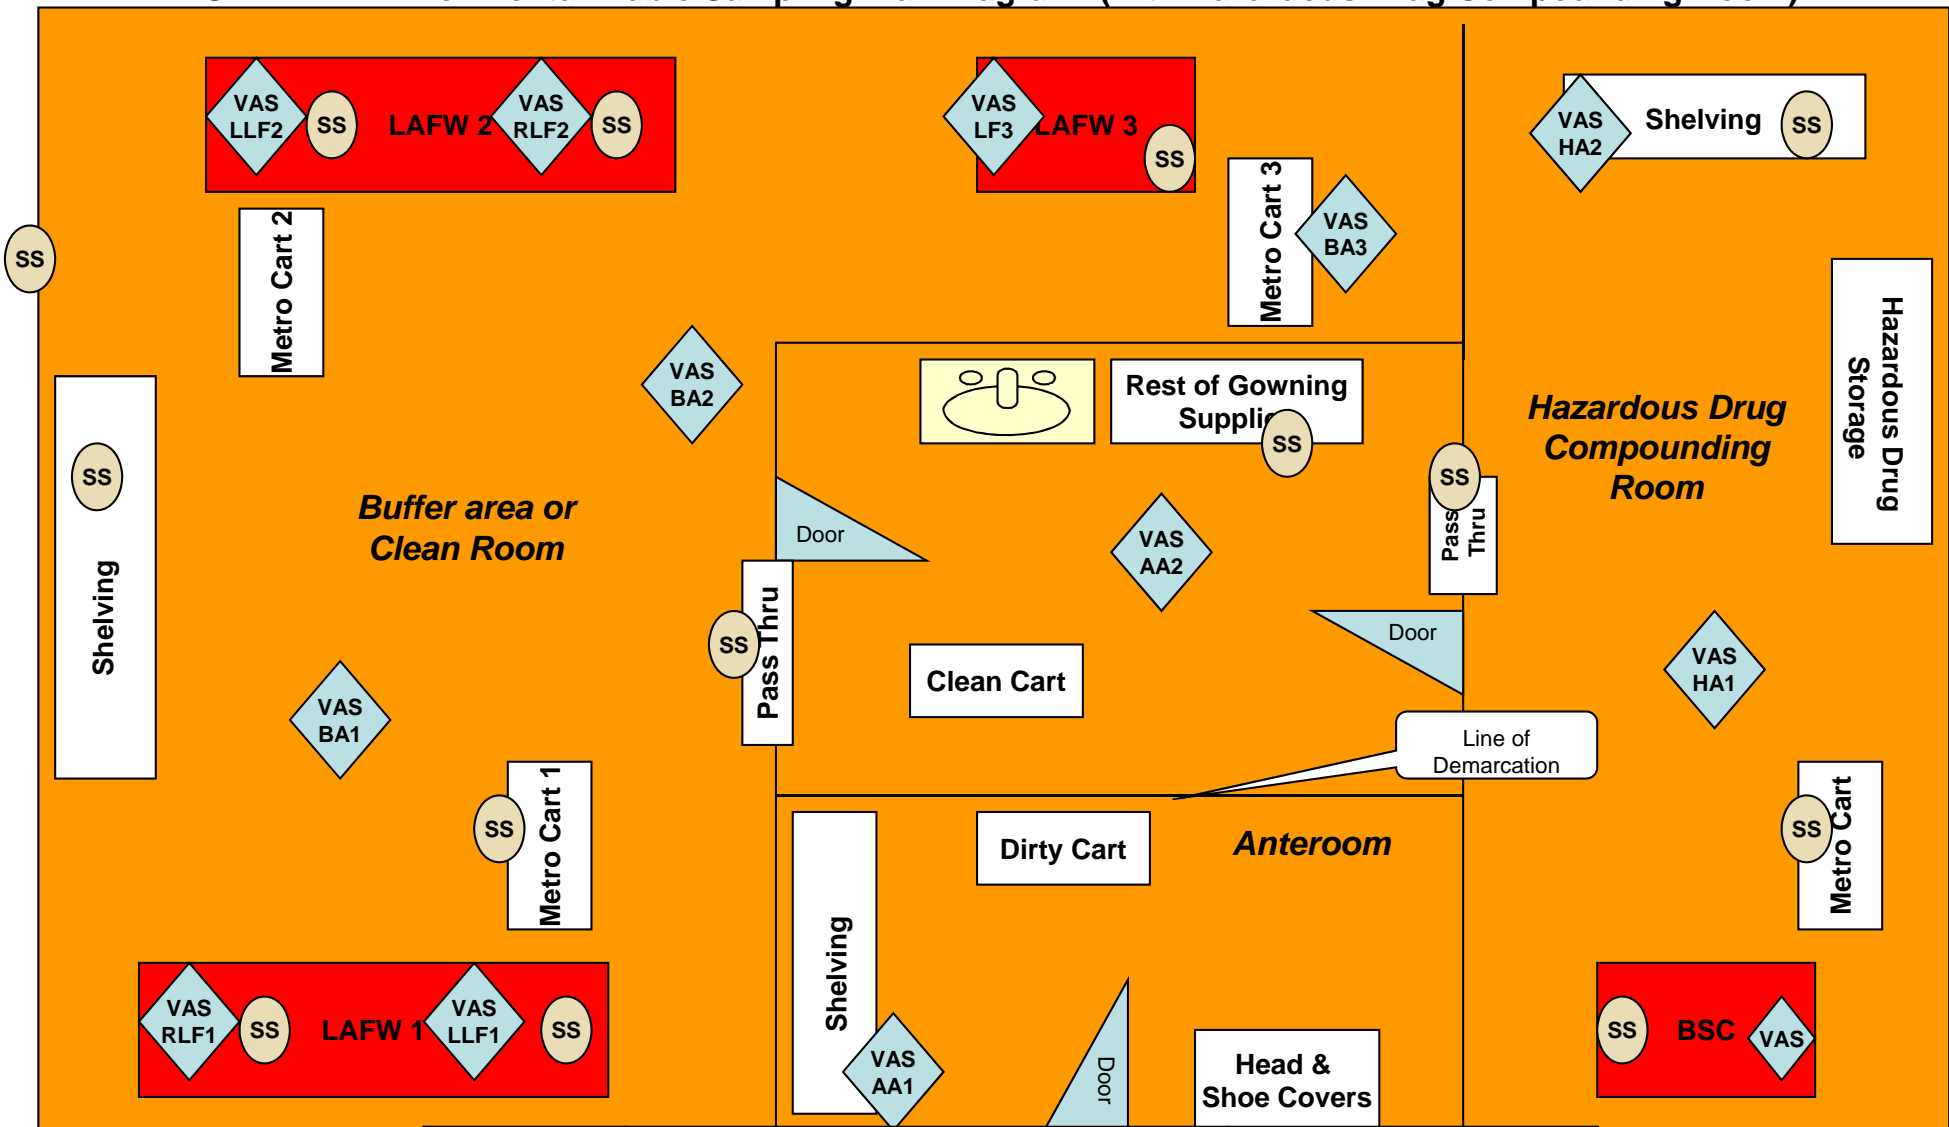 VAS
LLF2
SS
LAFW 2
VAS
RLF2
SS
VAS
LF3
LAFW 3
SS
VAS
HA2
Shelving
SS
SS
Metro Cart 2
Metro Cart 3
VAS
BA3
VAS
BA2
Rest of Gowning
SS
Hazardous Drug
Compounding
Room
Hazardous Drug
Storage
Shelving
SS
Buffer area or
Clean Room
Door
VAS
AA2
SS
Pass
Thru
Door
SS
Pass Thru
Clean Cart
VAS
HA1
VAS
BA1
Line of
Demarcation
SS
Metro Cart 1
Dirty Cart
Anteroom
SS
Metro Cart
Shelving
VAS
RLF1
SS
LAFW 1
VAS
LLF1
SS
VAS
AA1
Door
Head &
Shoe Covers
SS
BSC
VAS